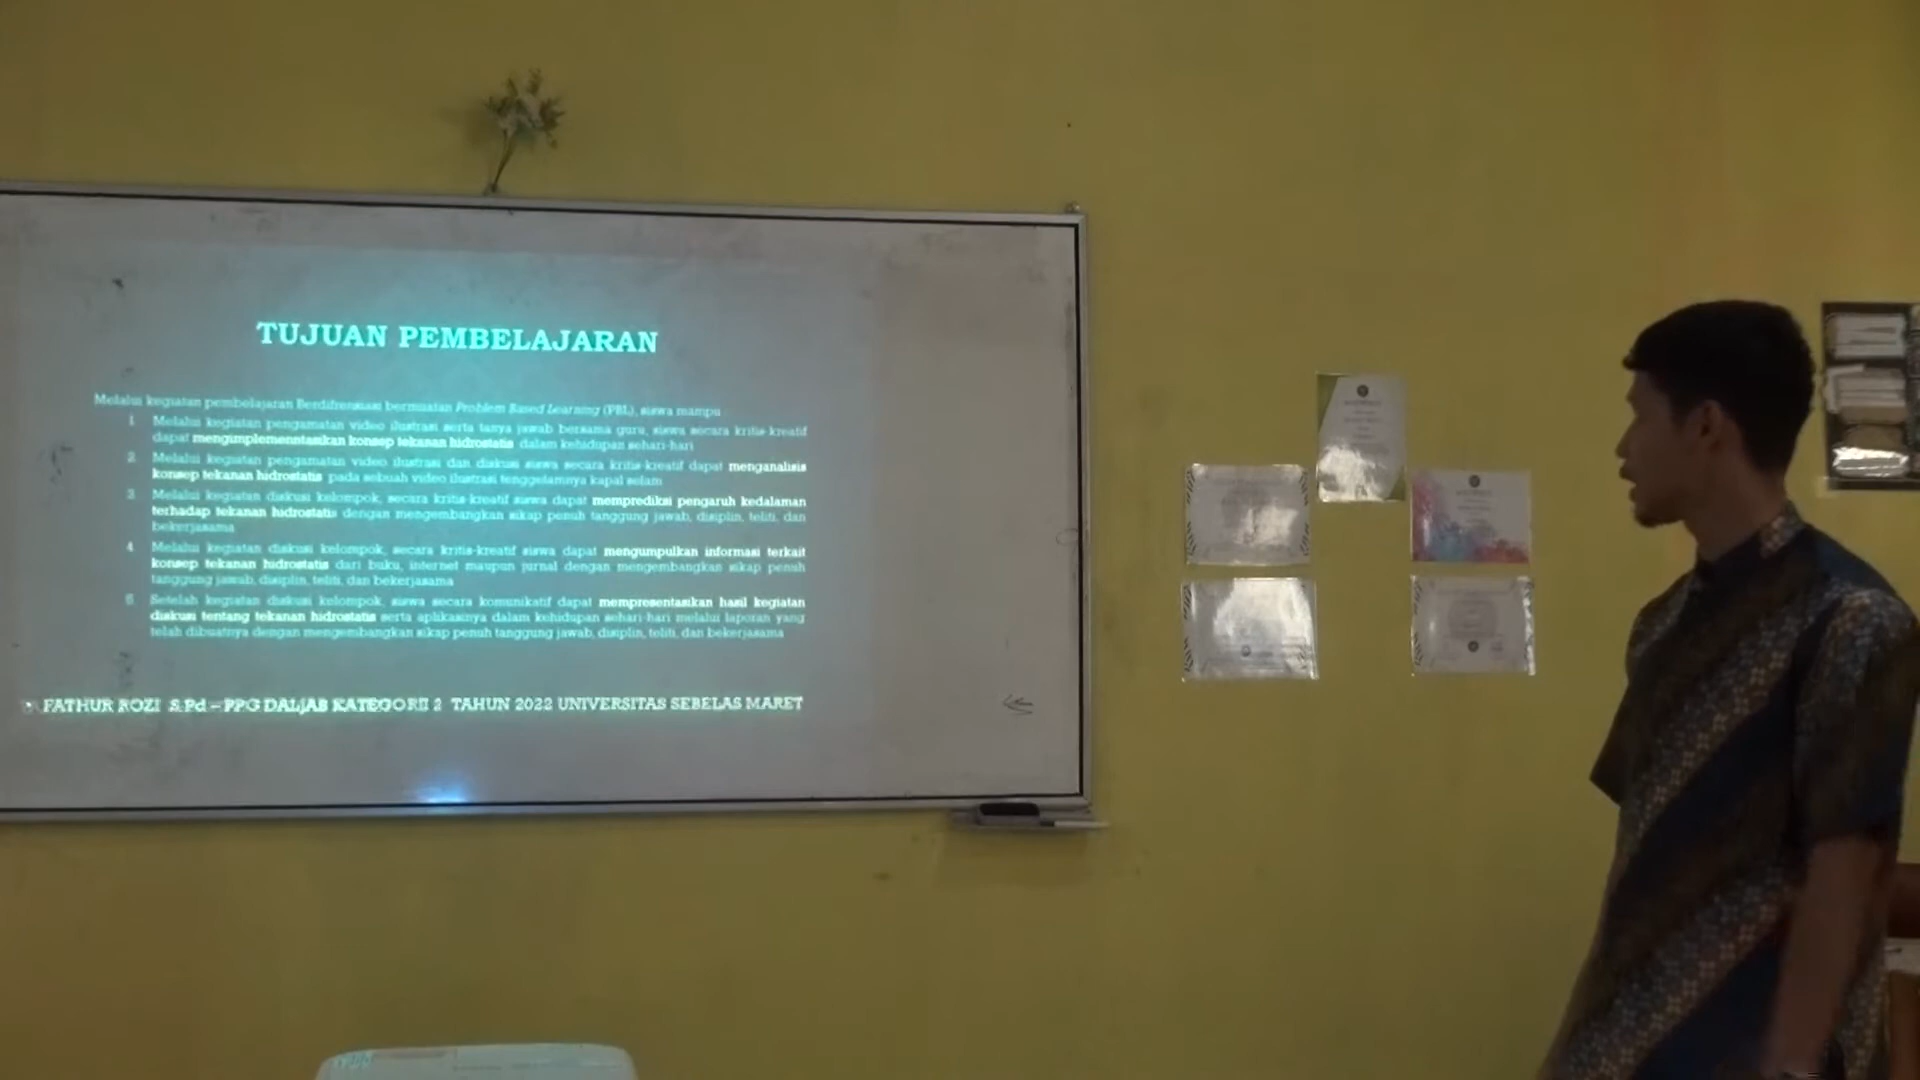 TUJUAN PEMBELAJARAN
Melalui kegiatan pembelajaran Berdifrensiasi bermuatan Problem Based Learning (PBL), siswa mampu
1. Melalui kegiatan pengamatan video ilustrasi serta tanya jawab bersama guru, siswa secara kritis-kreatif
dapat mengimplemenntasikan konsep tekanan hidrostatis dalam kehidupan sehari-hari
2. Melalui kegiatan pengamatan video ilustrasi dan diskusi siswa secara kritis-kreatif dapat menganalisis
konsep tekanan hidrostatis pada sebuah video ilustrasi tenggelamnya kapal selam
3. Melalui kegiatan diskusi kelompok, secara kritis-kreatif siswa dapat memprediksi pengaruh kedalaman
terhadap tekanan hidrostatis dengan mengembangkan sikap penuh tanggung jawab, disiplin, teliti, dan
bekerjasama
4. Melalui kegiatan diskusi kelompok, secara kritis-kreatif siswa dapat mengumpulkan informasi terkait
konsep tekanan hidrostatis dari buku, internet maupun jurnal dengan mengembangkan sikap penuh
tanggung jawab, disiplin, teliti, dan bekerjasama
5. Setelah kegiatan diskusi kelompok, siswa secara komunikatif dapat mempresentasikan hasil kegiatan
diskusi tentang tekanan hidrostatis serta aplikasinya dalam kehidupan sehari hari melalui laporan yang
telah dibuatnya dengan mengembangkan sikap penuh tanggung jawab, disiplin, teliti, dan bekerjasama
FATHUR ROZI S.Pd – PPG DALJAB KATEGORI 2 TAHUN 2022 UNIVERSITAS SEBELAS MARET